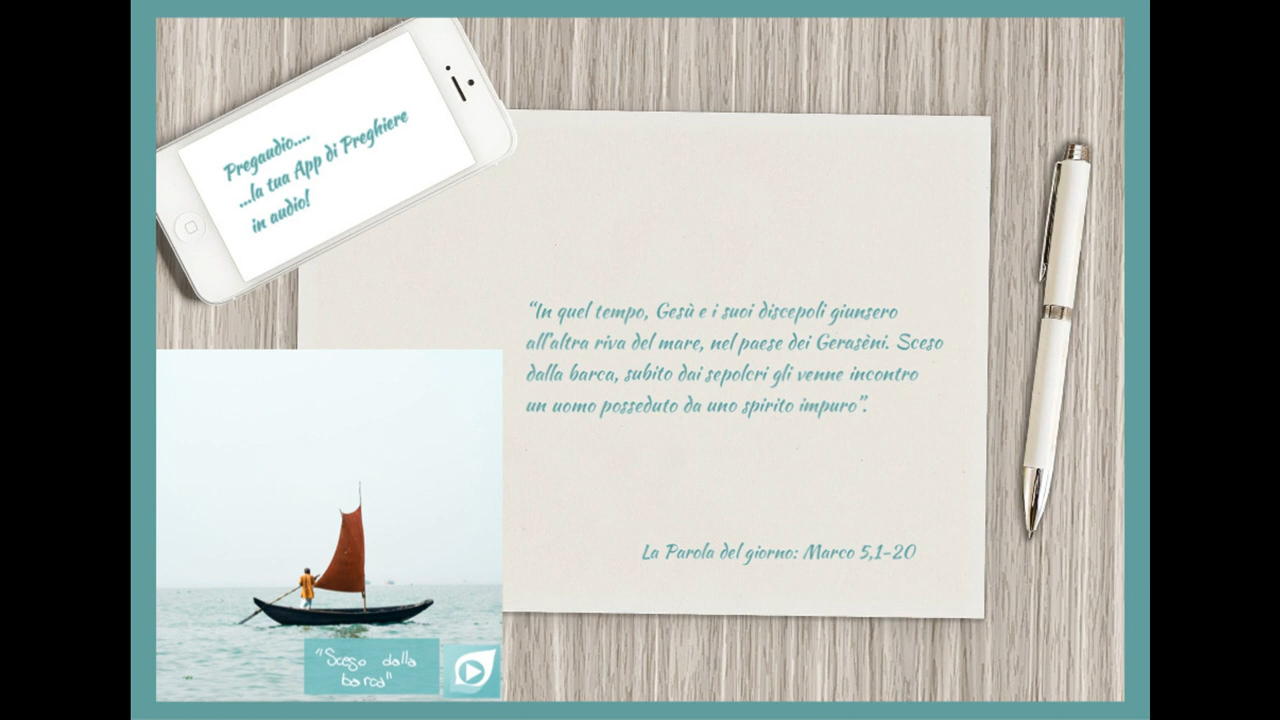 Pregaudio....
...la tua App di Preghiere
in audio!
“In quel tempo, Gesù e i suoi discepoli giunsero
all'altra riva del mare, nel paese dei Gerasèni. Sceso
dalla barca, subito dai sepolcri gli venne incontro
un uomo posseduto da uno spirito impuro”.
La Parola del giorno: Marco 5,1-20
"Sceso dalla
barca"